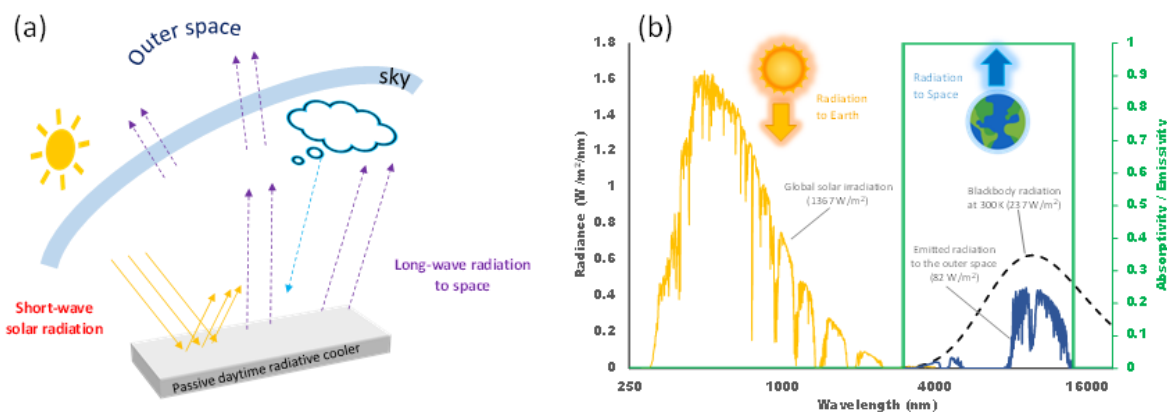 (a)
Outer space
sky
Short-wave
solar radiation
Long-wave radiation
to space
Passive daytime radiative cooler
(b)
1.8
1.6
1.4
1.2
1
0.8
0.6
0.4
0.2
0
Radiance (W/m²/nm)
250
1000
4000
16000
Wavelength (nm)
1
0.9
0.8
0.7
0.6
0.5
0.4
0.3
0.2
0.1
0
Absorptivity / Emissivity
Radiation
to Earth
Radiation
to Space
Global solar irradiation
(1367 W/m²)
Blackbody radiation
at 300K (237 W/m²)
Emitted radiation
to the outer space
(82 W/m²)